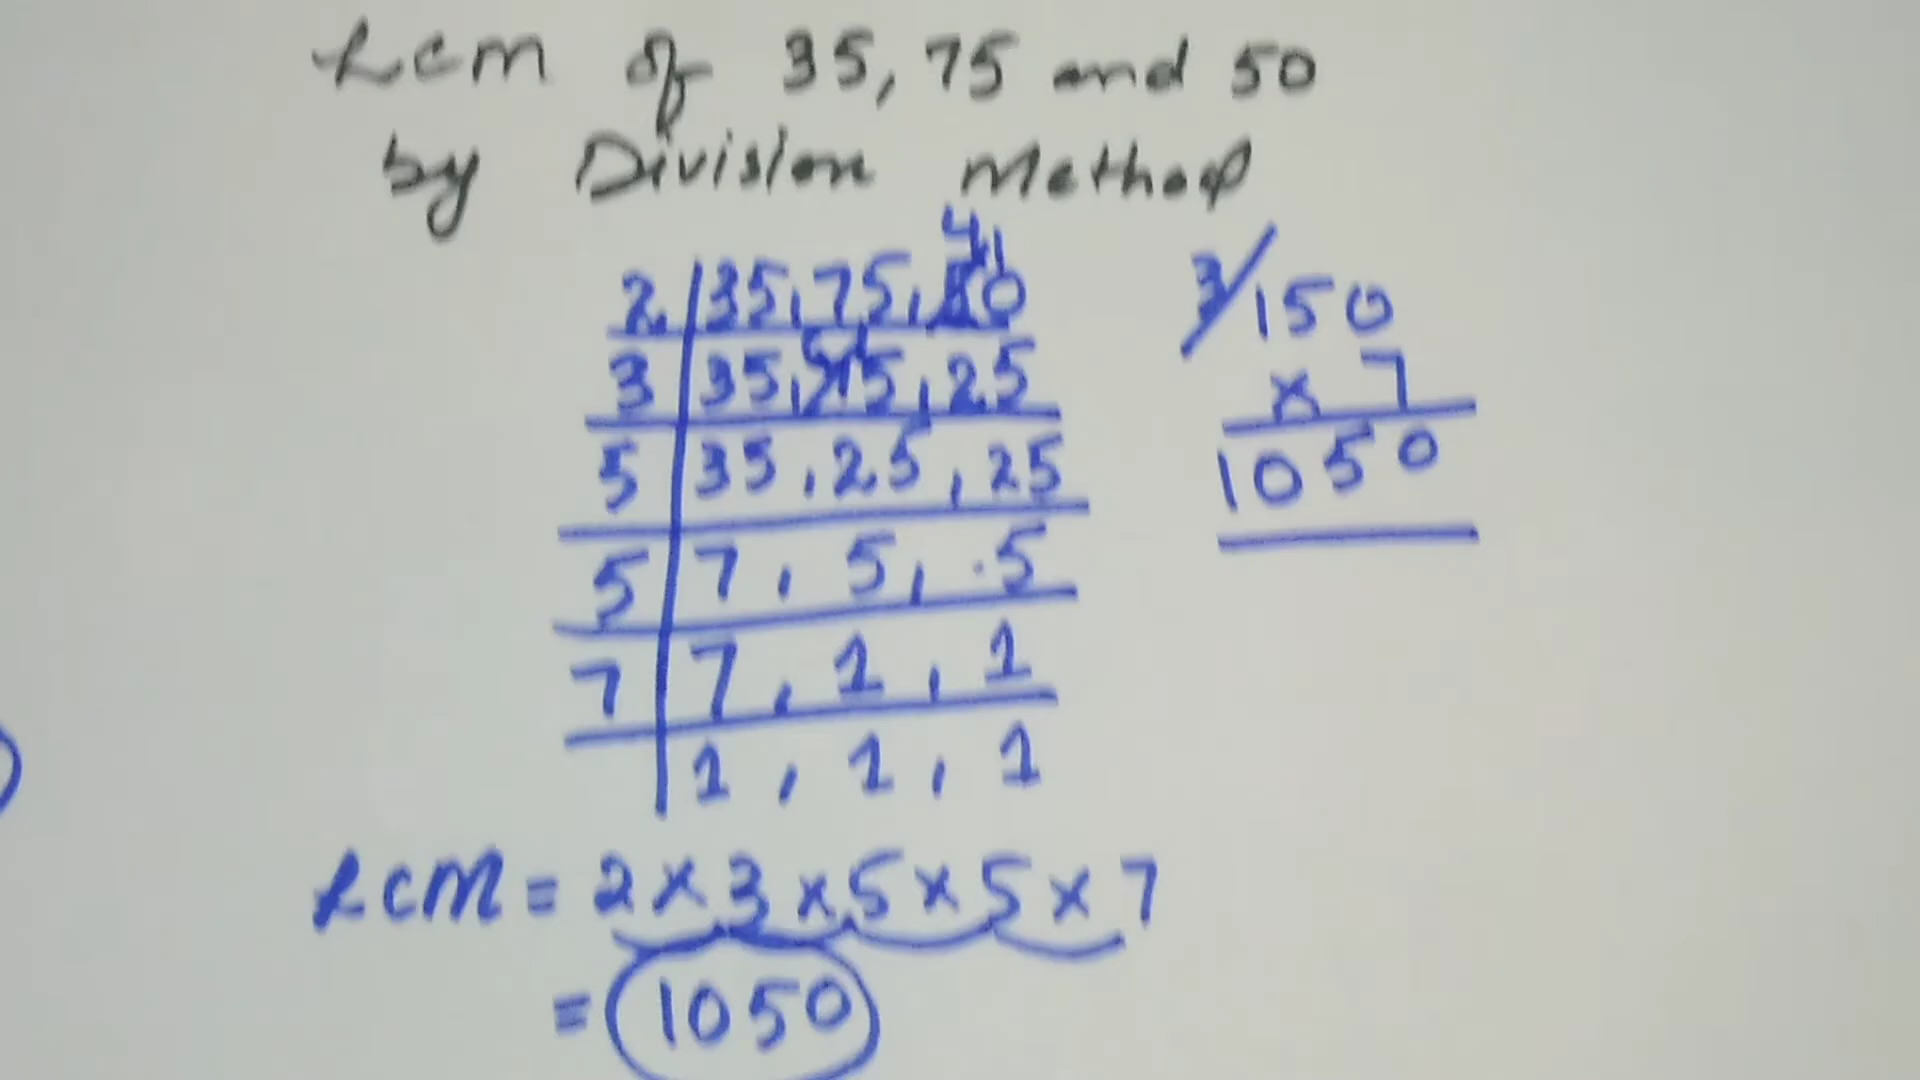 LCM of 35, 75 and 50
by Division Method
2 | 35, 75, 50
3 | 35, 75, 25
5 | 35, 25, 25
5 | 7, 5, 5
7 | 7, 1, 1
1, 1, 1
3/150
x 7
1050
LCM = 2 x 3 x 5 x 5 x 7
= 1050